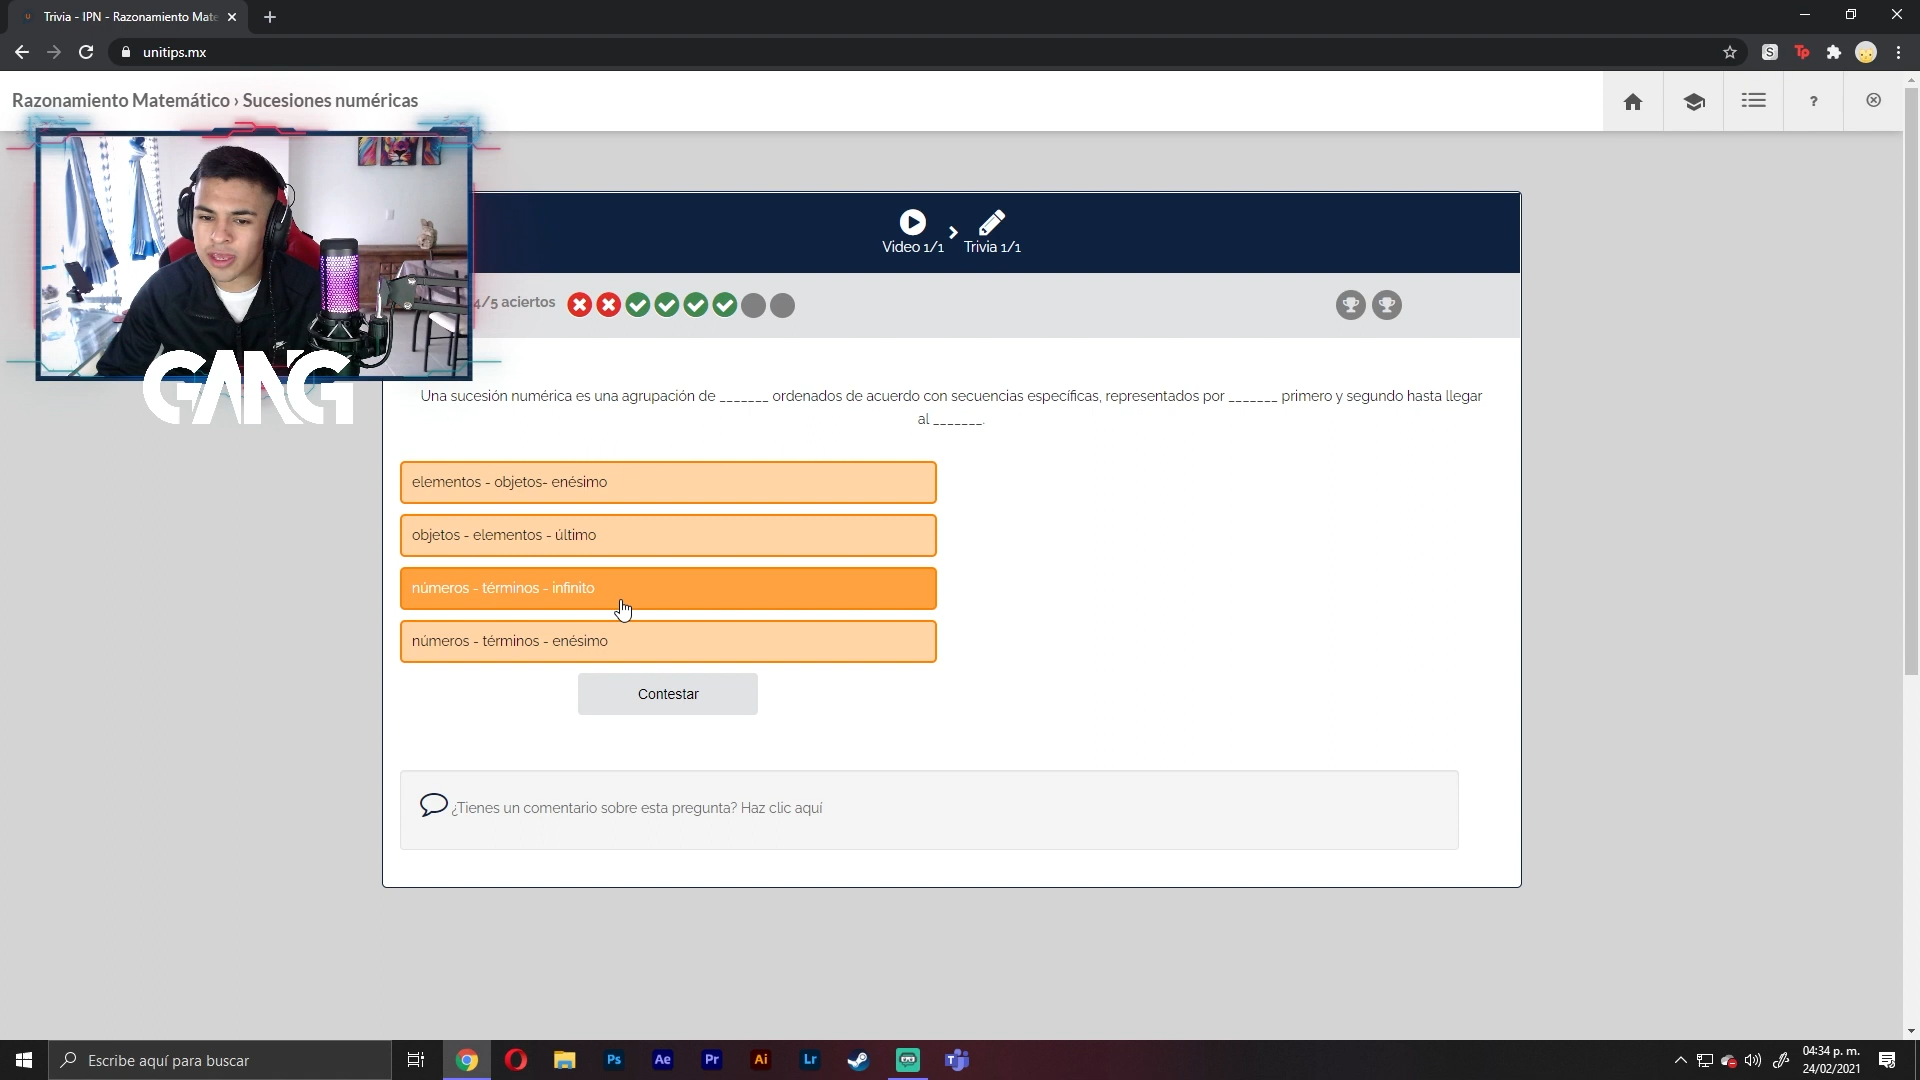 Trivia - IPN - Razonamiento Mate
unitips.mx
Razonamiento Matemático › Sucesiones numéricas
?
Video 1/1
Trivia 1/1
4/5 aciertos
GANG
Una sucesión numérica es una agrupación de _______ ordenados de acuerdo con secuencias específicas, representados por _______ primero y segundo hasta llegar
al _______.
elementos - objetos- enésimo
objetos - elementos - último
números - términos - infinito
números - términos - enésimo
Contestar
¿Tienes un comentario sobre esta pregunta? Haz clic aquí
Escribe aquí para buscar
Ps
Ae
Pr
Ai
Lr
04:34 p. m.
24/02/2021